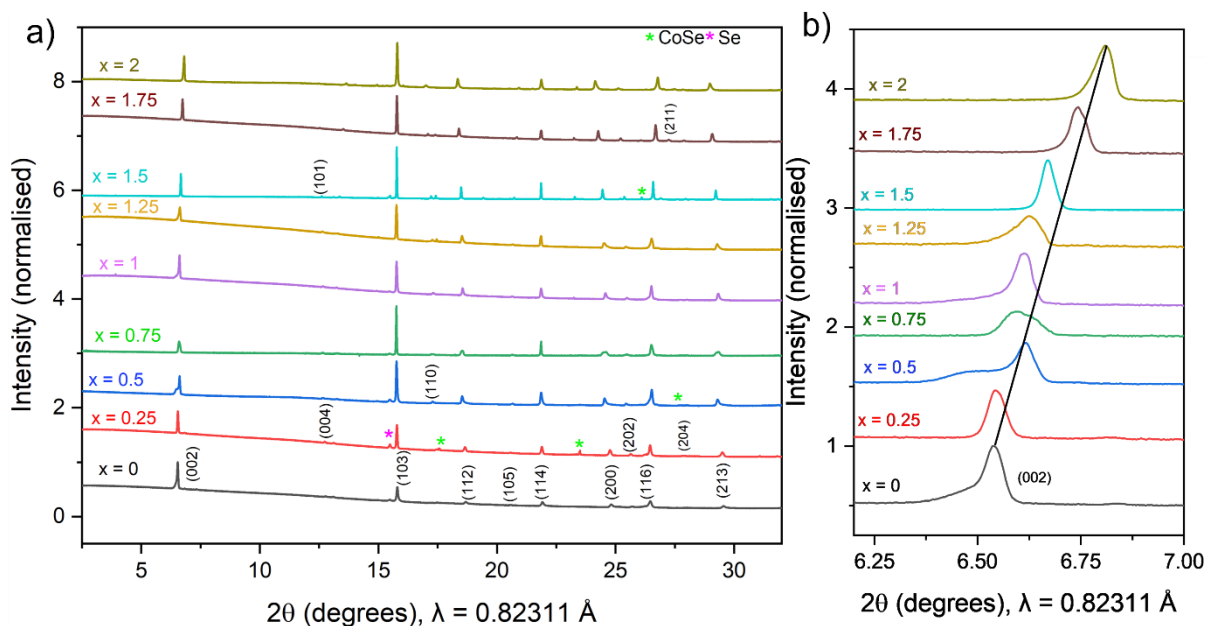 a)
* CoSe * Se
x = 2
x = 1.75
(211)
x = 1.5
(101)
*
x = 1.25
x = 1
x = 0.75
x = 0.5
(110)
*
x = 0.25
(004)
*
*
*
(202)
(204)
x = 0
(002)
(103)
(112)
(105)
(114)
(200)
(116)
(213)
8
6
4
2
0
Intensity (normalised)
5
10
15
20
25
30
2θ (degrees), λ = 0.82311 Å
b)
x = 2
x = 1.75
x = 1.5
x = 1.25
x = 1
x = 0.75
x = 0.5
x = 0.25
x = 0
(002)
4
3
2
1
Intensity (normalised)
6.25
6.50
6.75
7.00
2θ (degrees), λ = 0.82311 Å